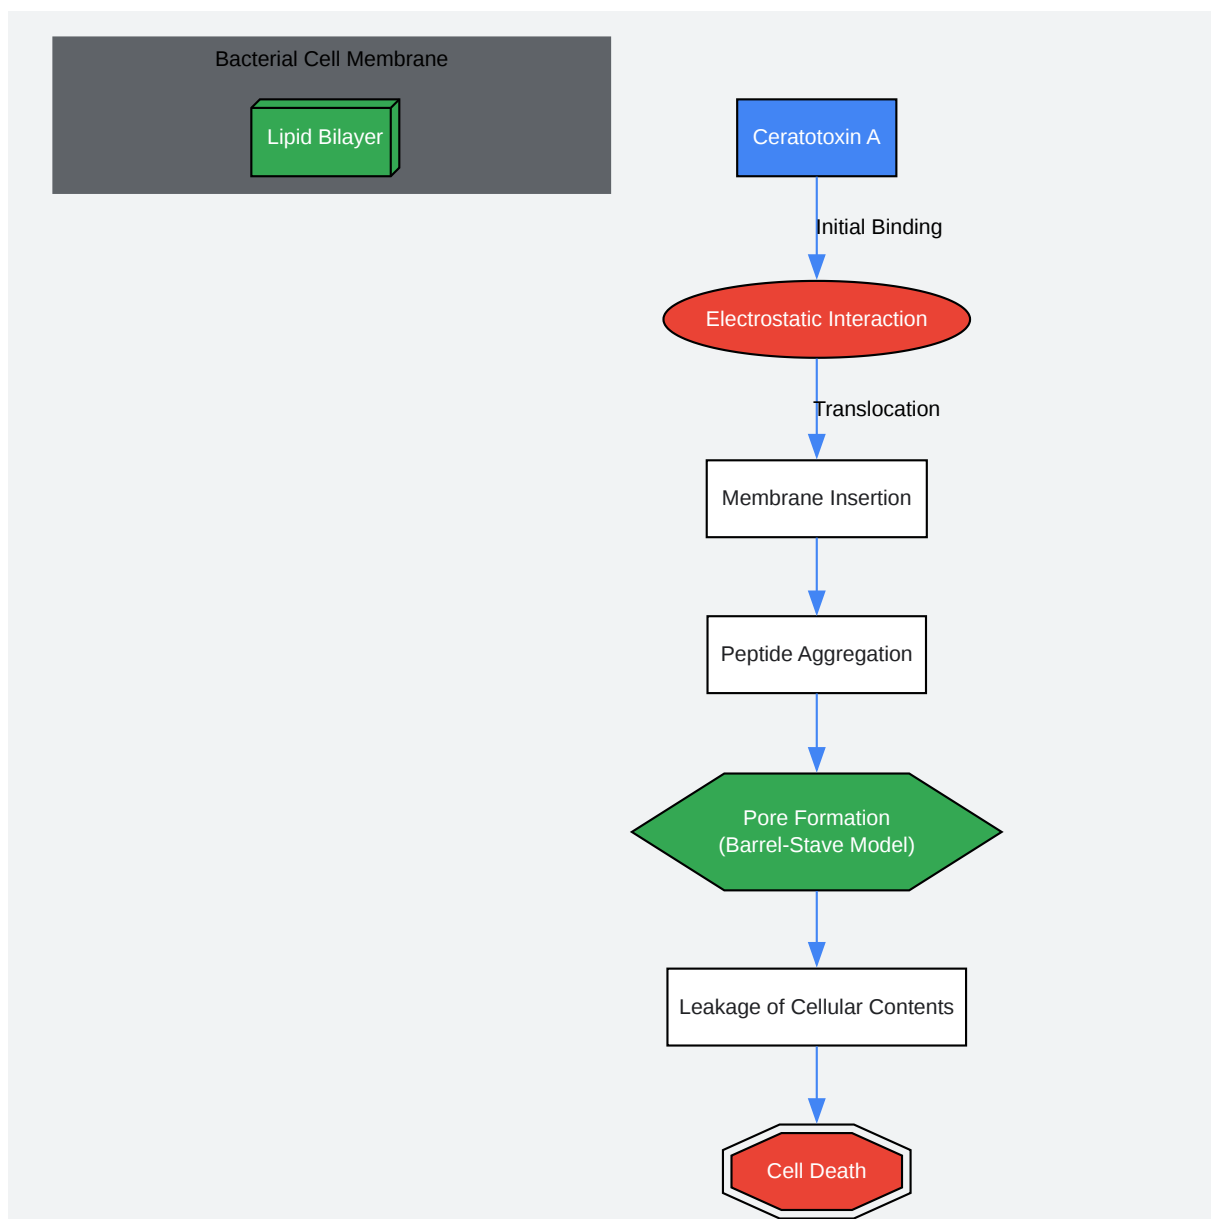 Bacterial Cell Membrane
Lipid Bilayer
Ceratotoxin A
Initial Binding
Electrostatic Interaction
Translocation
Membrane Insertion
Peptide Aggregation
Pore Formation
(Barrel-Stave Model)
Leakage of Cellular Contents
Cell Death